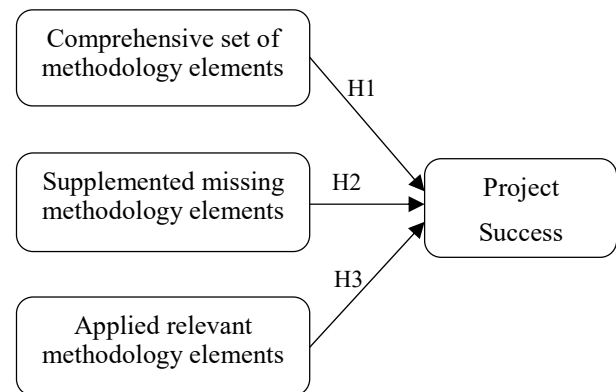 Comprehensive set of
methodology elements
H1
Supplemented missing
methodology elements
H2
Project
Success
H3
Applied relevant
methodology elements